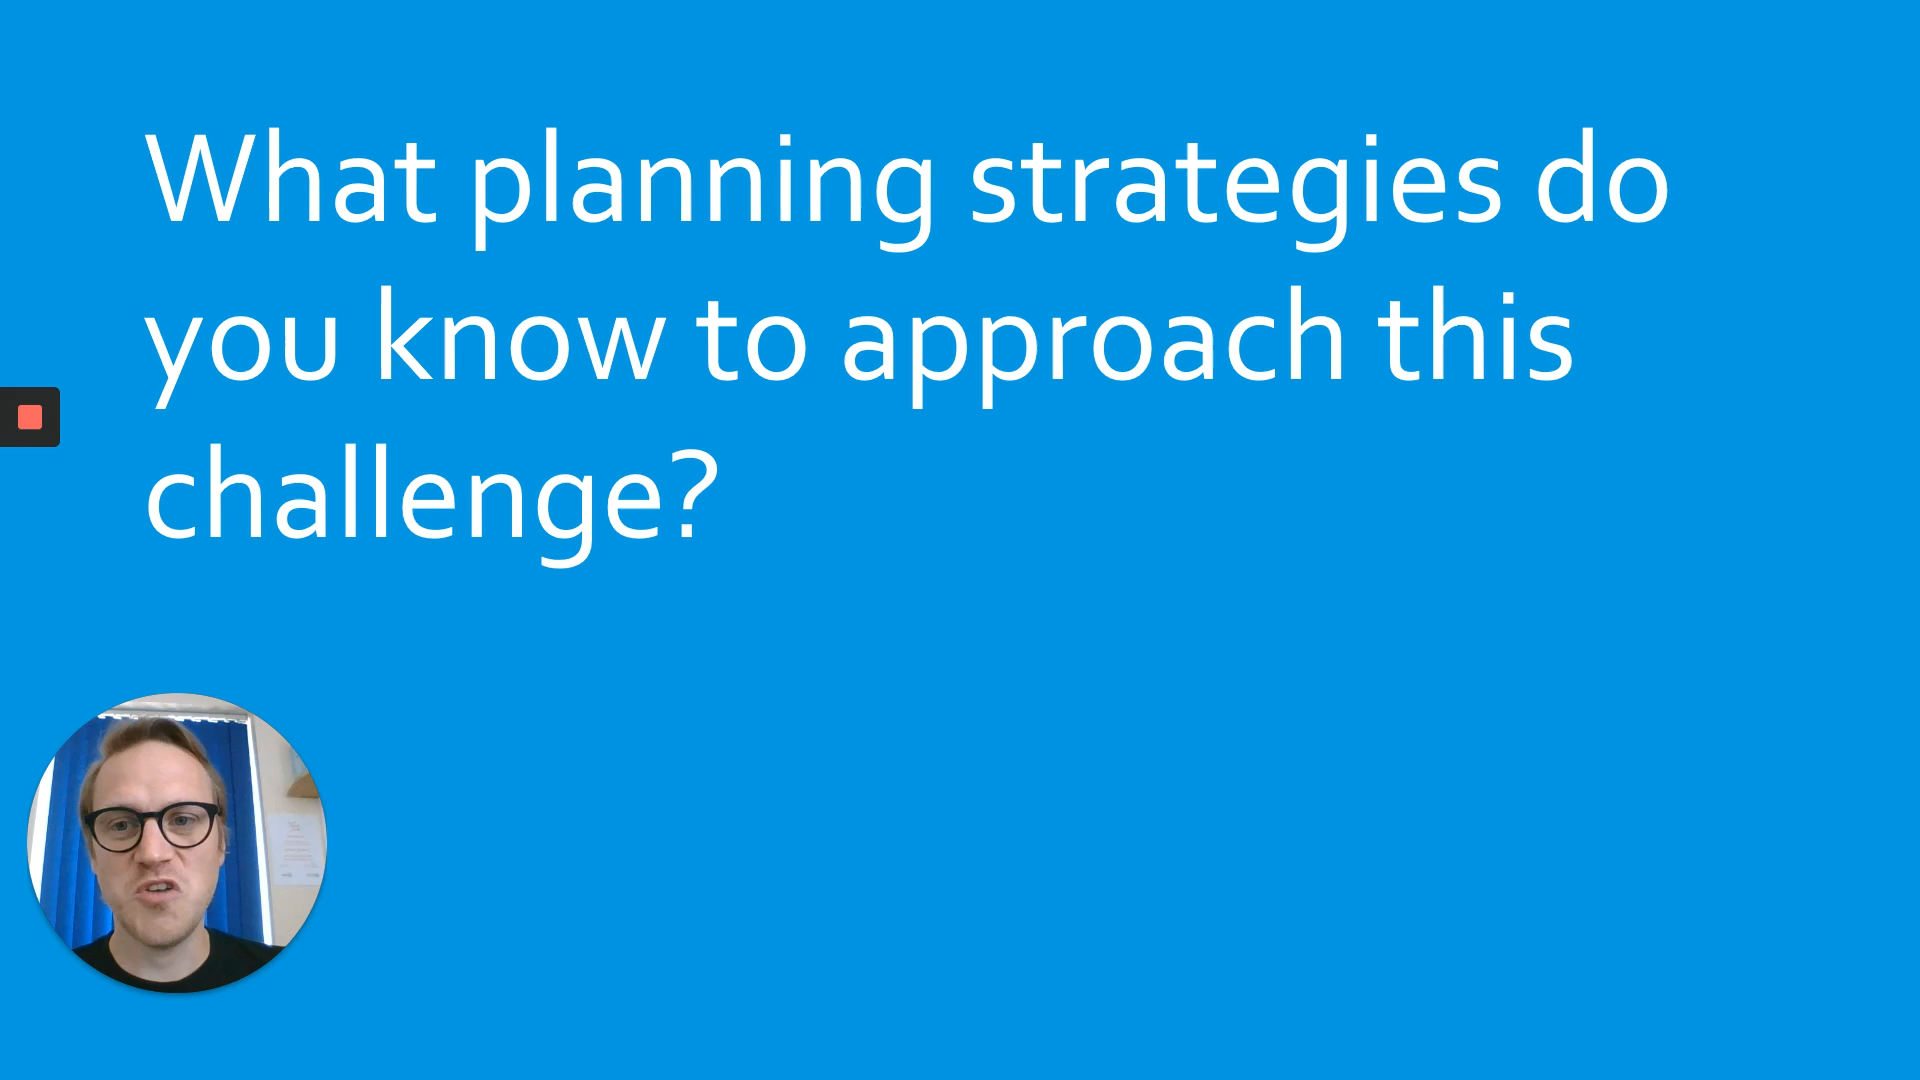 What planning strategies do
you know to approach this
challenge?